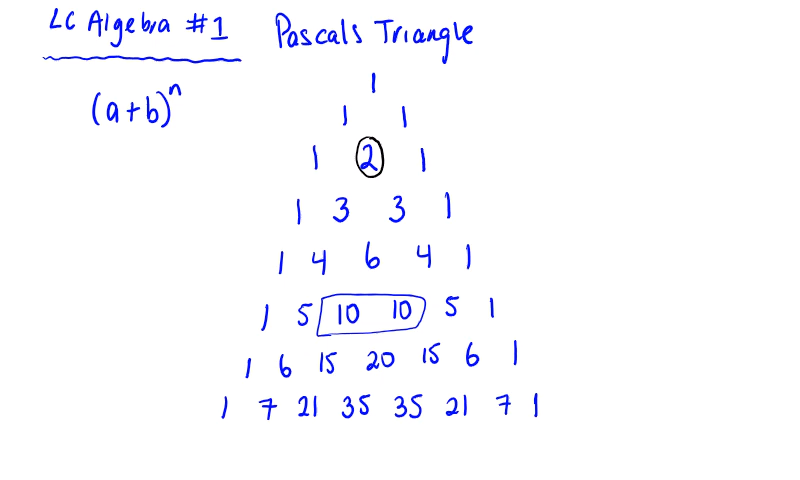 LC Algebra #1 Pascals Triangle
(a+b)^n
1
1 1
1 2 1
1 3 3 1
1 4 6 4 1
1 5 10 10 5 1
1 6 15 20 15 6 1
1 7 21 35 35 21 7 1